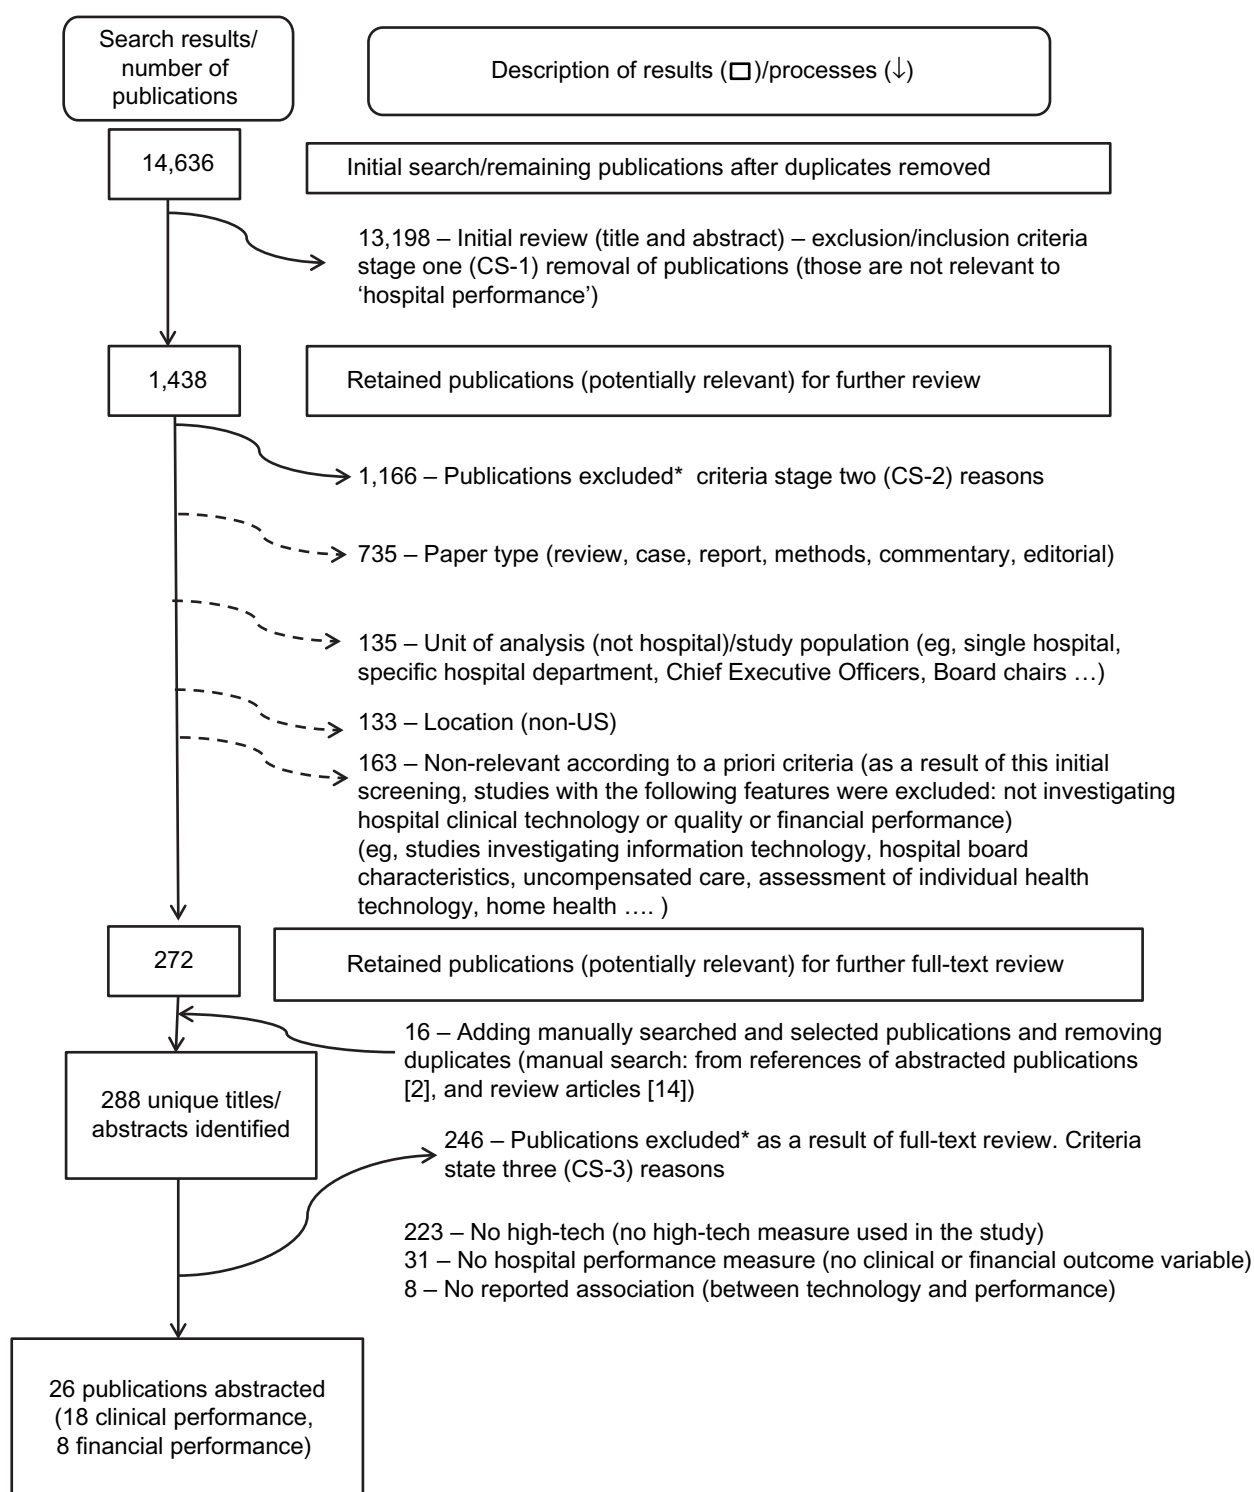 Search results/
number of
publications
Description of results ( )/processes (↓)
14,636
Initial search/remaining publications after duplicates removed
13,198 – Initial review (title and abstract) – exclusion/inclusion criteria
stage one (CS-1) removal of publications (those are not relevant to
‘hospital performance’)
1,438
Retained publications (potentially relevant) for further review
1,166 – Publications excluded* criteria stage two (CS-2) reasons
735 – Paper type (review, case, report, methods, commentary, editorial)
135 – Unit of analysis (not hospital)/study population (eg, single hospital,
specific hospital department, Chief Executive Officers, Board chairs …)
133 – Location (non-US)
163 – Non-relevant according to a priori criteria (as a result of this initial
screening, studies with the following features were excluded: not investigating
hospital clinical technology or quality or financial performance)
(eg, studies investigating information technology, hospital board
characteristics, uncompensated care, assessment of individual health
technology, home health …. )
272
Retained publications (potentially relevant) for further full-text review
16 – Adding manually searched and selected publications and removing
duplicates (manual search: from references of abstracted publications
[2], and review articles [14])
288 unique titles/
abstracts identified
246 – Publications excluded* as a result of full-text review. Criteria
state three (CS-3) reasons
223 – No high-tech (no high-tech measure used in the study)
31 – No hospital performance measure (no clinical or financial outcome variable)
8 – No reported association (between technology and performance)
26 publications abstracted
(18 clinical performance,
8 financial performance)